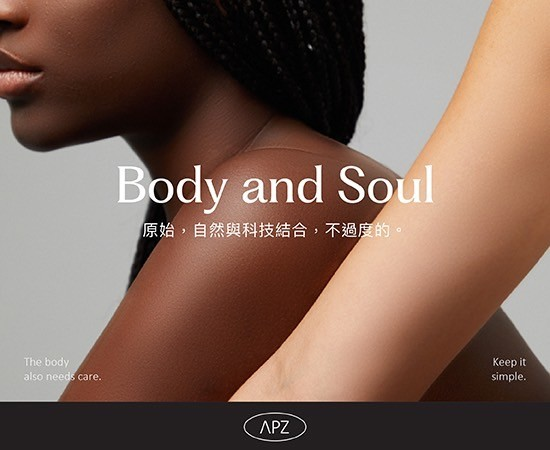 Body and Soul
原始，自然與科技結合，不過度的。
The body
also needs care.
Keep it
simple.
APZ